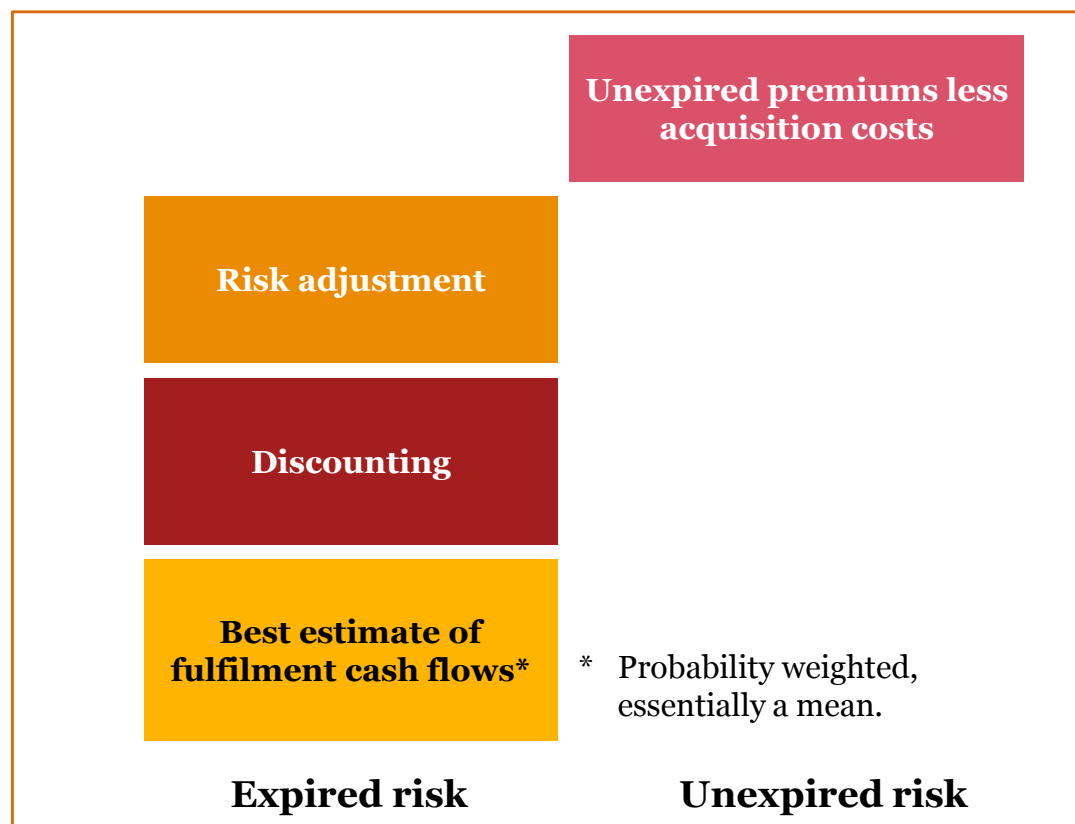 Unexpired premiums less
acquisition costs
Risk adjustment
Discounting
Best estimate of
fulfilment cash flows*
* Probability weighted,
essentially a mean.
Expired risk
Unexpired risk